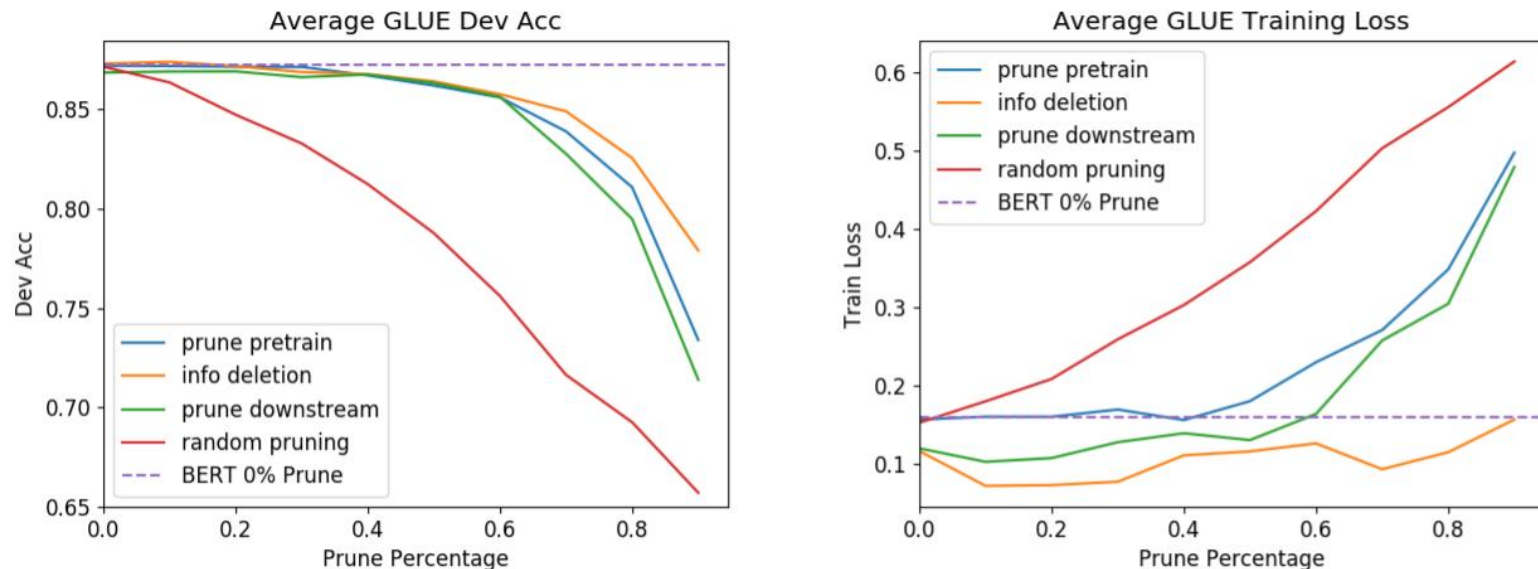 Average GLUE Dev Acc
Dev Acc
0.85
0.80
0.75
0.70
0.65
prune pretrain
info deletion
prune downstream
random pruning
BERT 0% Prune
0.0 0.2 0.4 0.6 0.8
Prune Percentage
Average GLUE Training Loss
Train Loss
0.6
0.5
0.4
0.3
0.2
0.1
prune pretrain
info deletion
prune downstream
random pruning
BERT 0% Prune
0.0 0.2 0.4 0.6 0.8
Prune Percentage